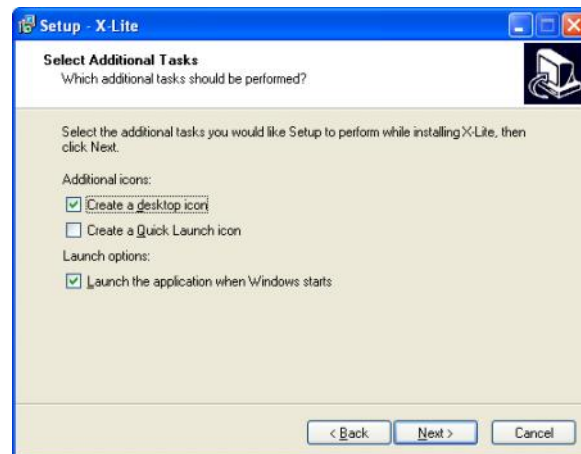 Setup - X-Lite
Select Additional Tasks
Which additional tasks should be performed?
Select the additional tasks you would like Setup to perform while installing X-Lite, then
click Next.
Additional icons:
Create a desktop icon
Create a Quick Launch icon
Launch options:
Launch the application when Windows starts
< Back Next > Cancel